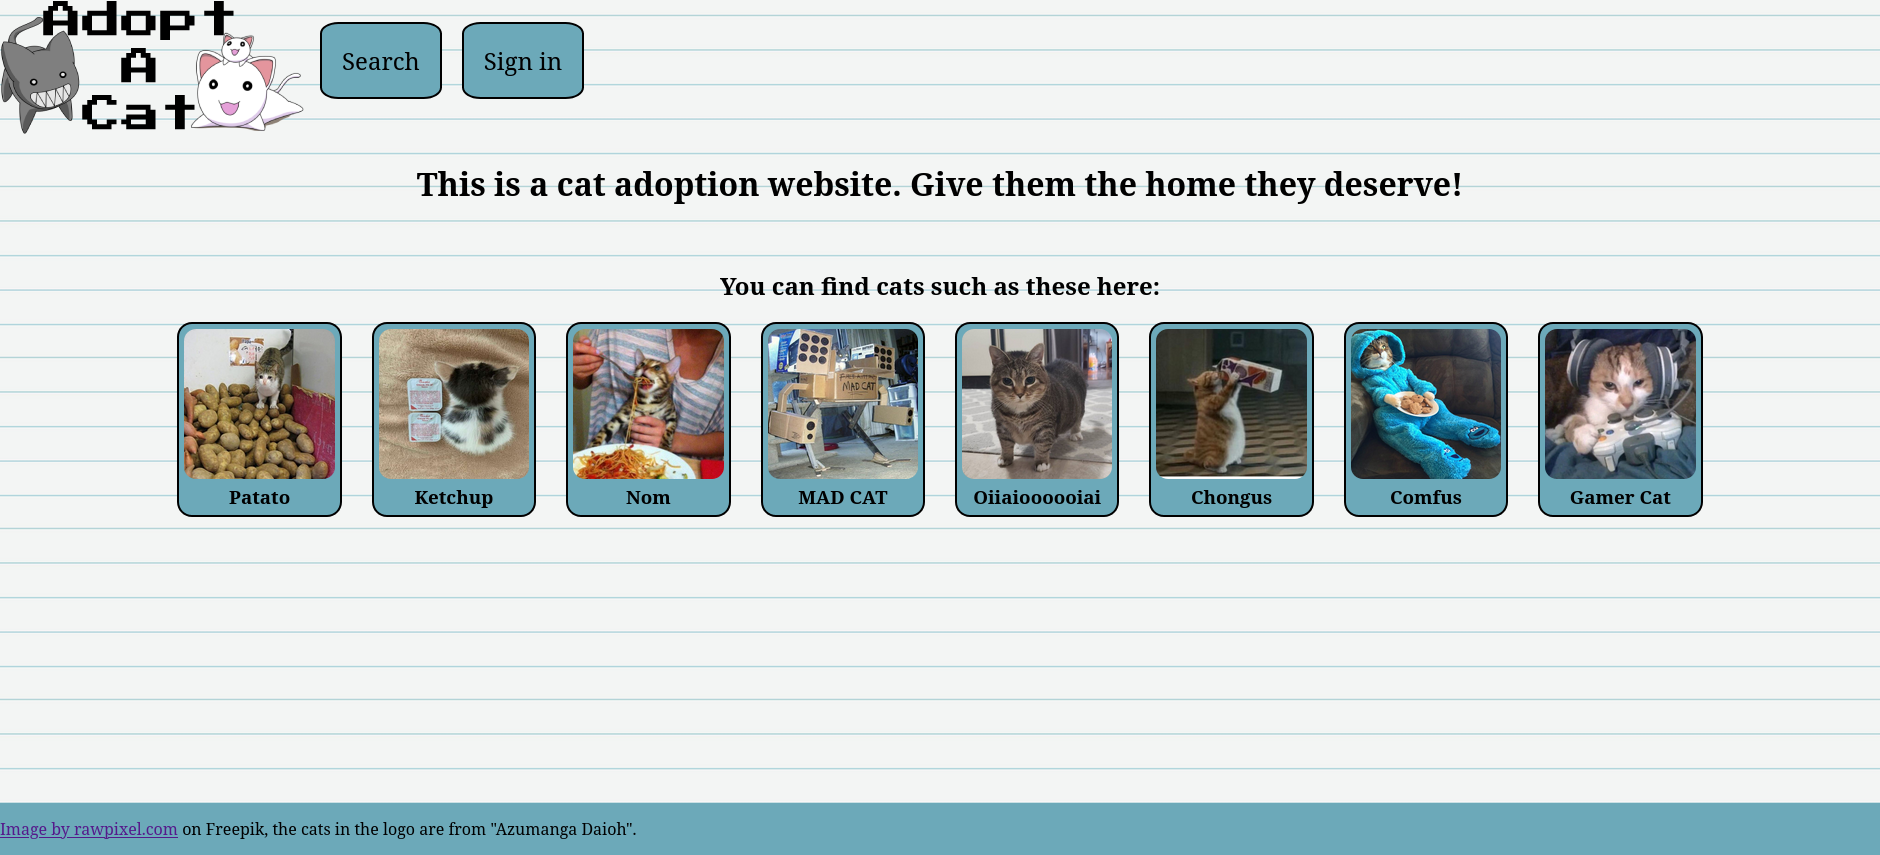 Adopt
A
Cat
Search
Sign in
This is a cat adoption website. Give them the home they deserve!
You can find cats such as these here:
MAD CAT
Patato
Ketchup
Nom
MAD CAT
Oiiaioooooiai
Chongus
Comfus
Gamer Cat
Image by rawpixel.com on Freepik, the cats in the logo are from "Azumanga Daioh".